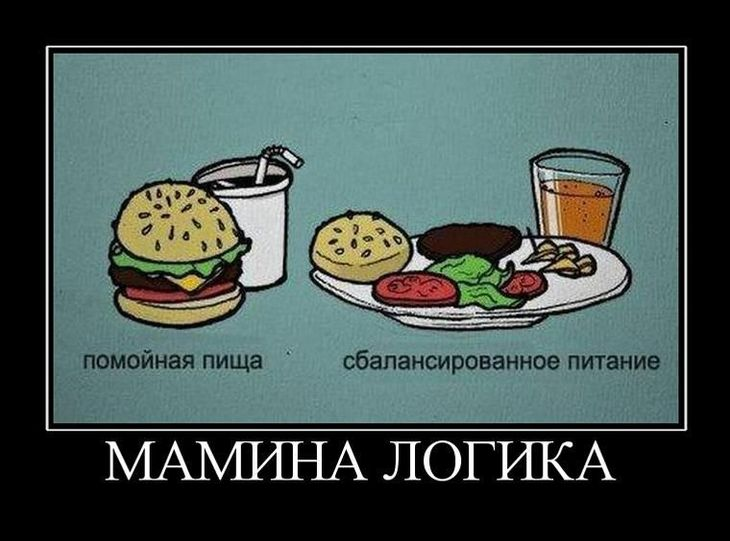 помойная пища
сбалансированное питание
МАМИНА ЛОГИКА